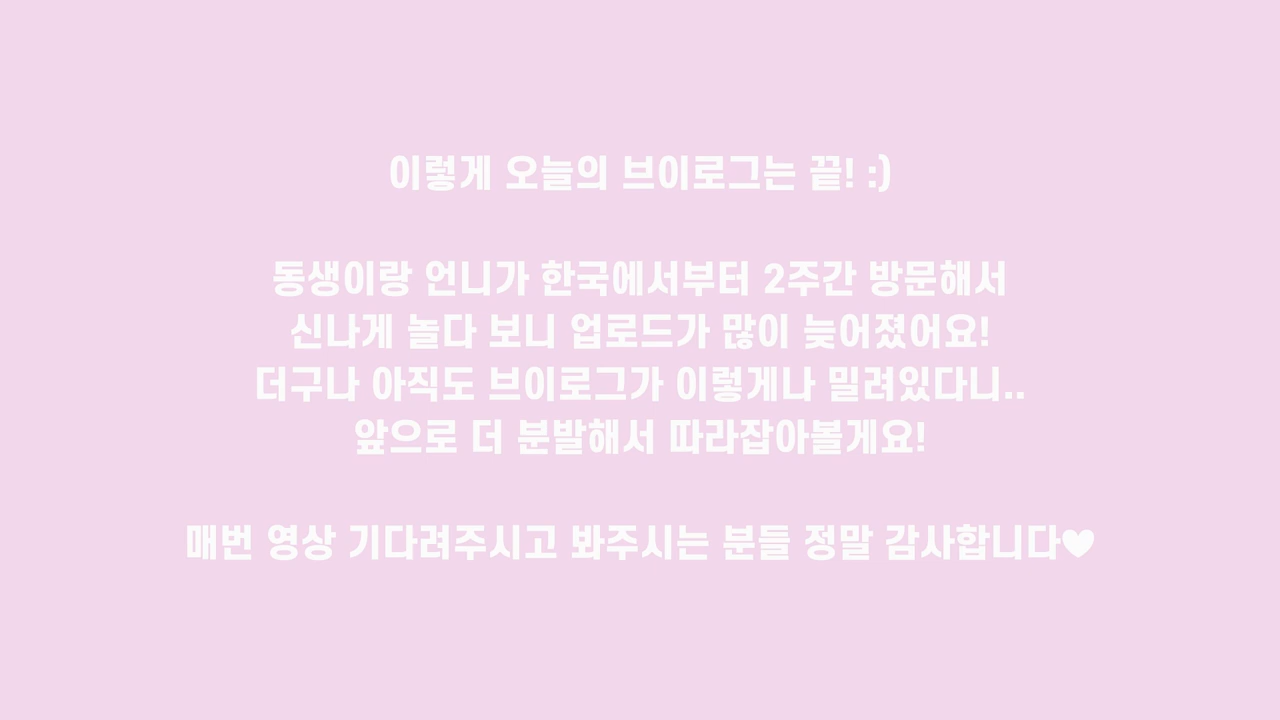 이렇게 오늘의 브이로그는 끝! :)
동생이랑 언니가 한국에서부터 2주간 방문해서
신나게 놀다 보니 업로드가 많이 늦어졌어요!
더구나 아직도 브이로그가 이렇게나 밀려있다니..
앞으로 더 분발해서 따라잡아볼게요!
매번 영상 기다려주시고 봐주시는 분들 정말 감사합니다♥